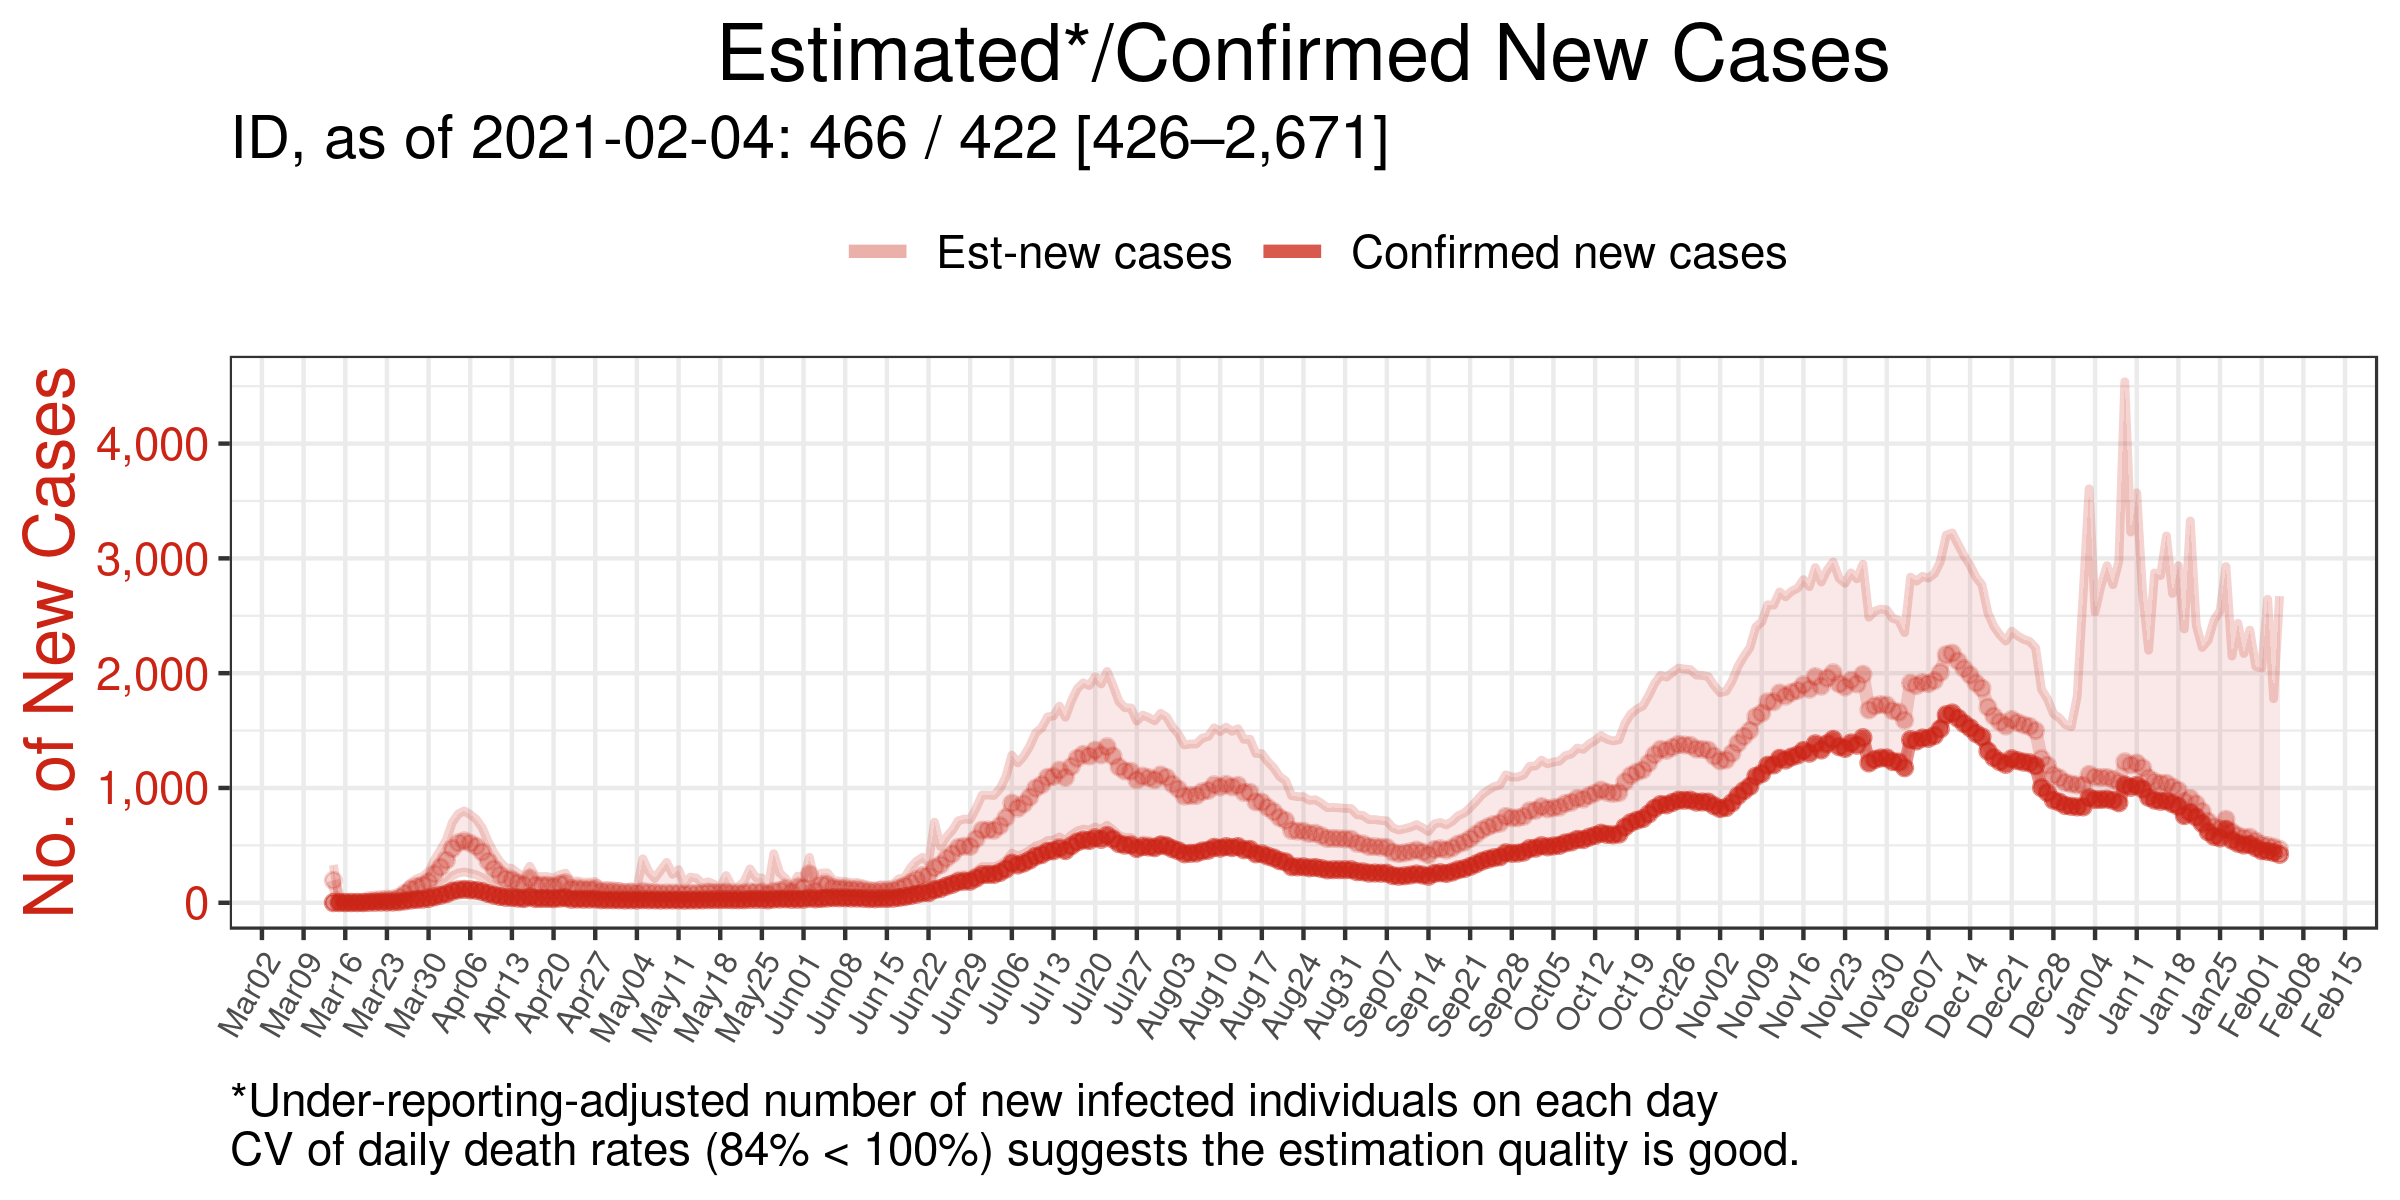 Estimated*/Confirmed New Cases
ID, as of 2021-02-04: 466 / 422 [426–2,671]
Est-new cases
Confirmed new cases
No. of New Cases
4,000
3,000
2,000
1,000
0
Mar02
Mar09
Mar16
Mar23
Mar30
Apr06
Apr13
Apr20
Apr27
May04
May11
May18
May25
Jun01
Jun08
Jun15
Jun22
Jun29
Jul06
Jul13
Jul20
Jul27
Aug03
Aug10
Aug17
Aug24
Aug31
Sep07
Sep14
Sep21
Sep28
Oct05
Oct12
Oct19
Oct26
Nov02
Nov09
Nov16
Nov23
Nov30
Dec07
Dec14
Dec21
Dec28
Jan04
Jan11
Jan18
Jan25
Feb01
Feb08
Feb15
*Under-reporting-adjusted number of new infected individuals on each day
CV of daily death rates (84% < 100%) suggests the estimation quality is good.